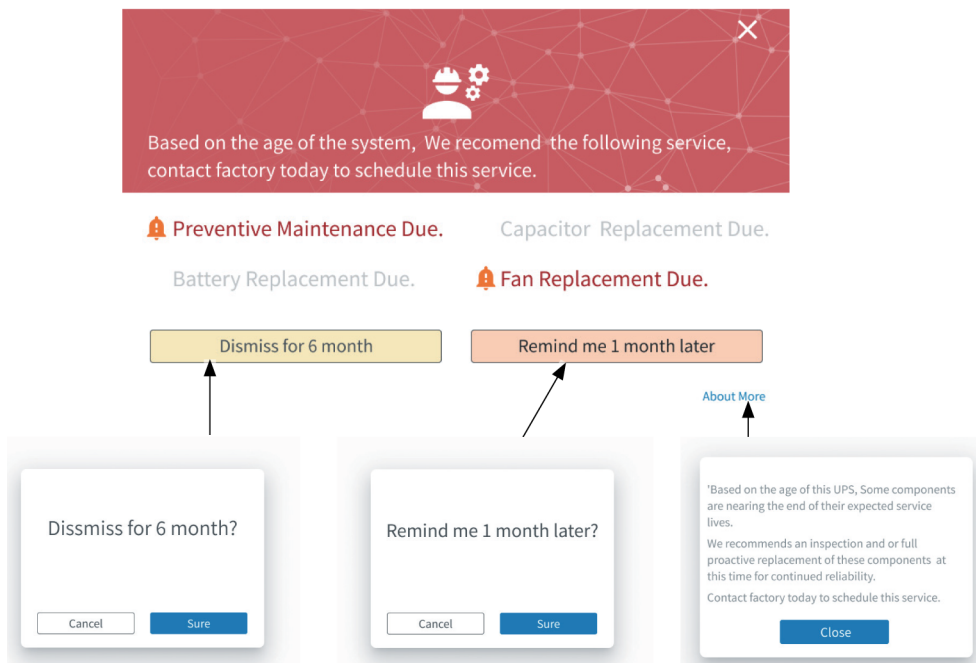 Based on the age of the system, We recomend the following service,
contact factory today to schedule this service.
Preventive Maintenance Due.
Capacitor Replacement Due.
Battery Replacement Due.
Fan Replacement Due.
Dismiss for 6 month
Remind me 1 month later
About More
Dissmiss for 6 month?
Cancel
Sure
Remind me 1 month later?
Cancel
Sure
'Based on the age of this UPS, Some components
are nearing the end of their expected service
lives.
We recommends an inspection and or full
proactive replacement of these components at
this time for continued reliability.
Contact factory today to schedule this service.
Close